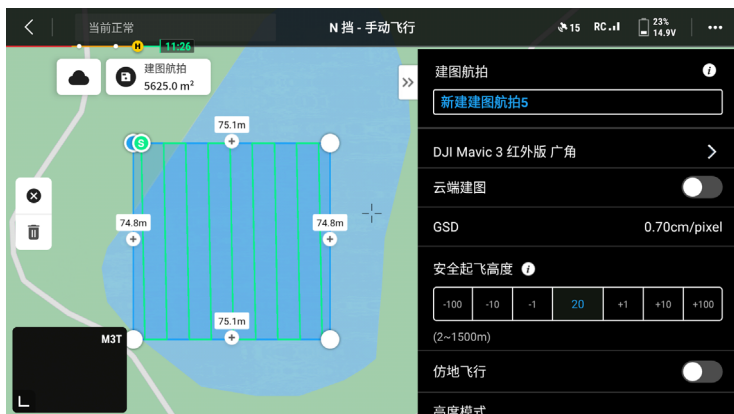 当前正常
N 挡 - 手动飞行
15
RC
23%
14.9V
H
11:26
建图航拍
5625.0 m²
75.1m
S
74.8m
74.8m
75.1m
M3T
建图航拍
新建建图航拍5
DJI Mavic 3 红外版 广角
云端建图
GSD 0.70cm/pixel
安全起飞高度
-100 -10 -1 20 +1 +10 +100
(2~1500m)
仿地飞行
高度模式